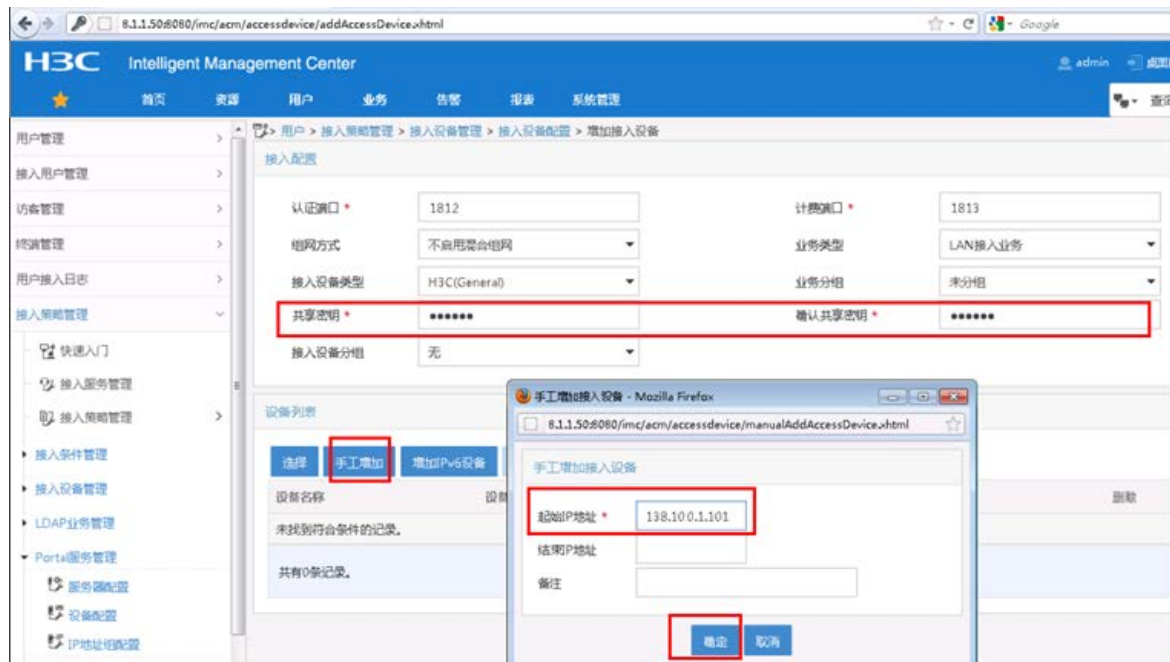 8.1.1.50:8080/imc/acm/accessdevice/addAccessDevice.xhtml
Google
H3C Intelligent Management Center
admin
首页 资源 用户 业务 告警 报表 系统管理
用户 > 接入策略管理 > 接入设备管理 > 接入设备配置 > 增加接入设备
用户管理
接入用户管理
访客管理
终端管理
用户接入日志
接入策略管理
快速入门
接入服务管理
接入策略管理
接入条件管理
接入设备管理
LDAP业务管理
Portal服务管理
服务器配置
设备配置
IP地址组配置
接入配置
认证端口 * 1812 计费端口 * 1813
组网方式 不启用混合组网 业务类型 LAN接入业务
接入设备类型 H3C(General) 业务分组 未分组
共享密钥 * •••••• 确认共享密钥 * ••••••
接入设备分组 无
设备列表
选择 手工增加 增加IPv6设备
设备名称 删除
未找到符合条件的记录。
共有0条记录。
手工增加接入设备 - Mozilla Firefox
8.1.1.50:8080/imc/acm/accessdevice/manualAddAccessDevice.xhtml
手工增加接入设备
起始IP地址 * 138.100.1.101
结束IP地址
备注
确定 取消